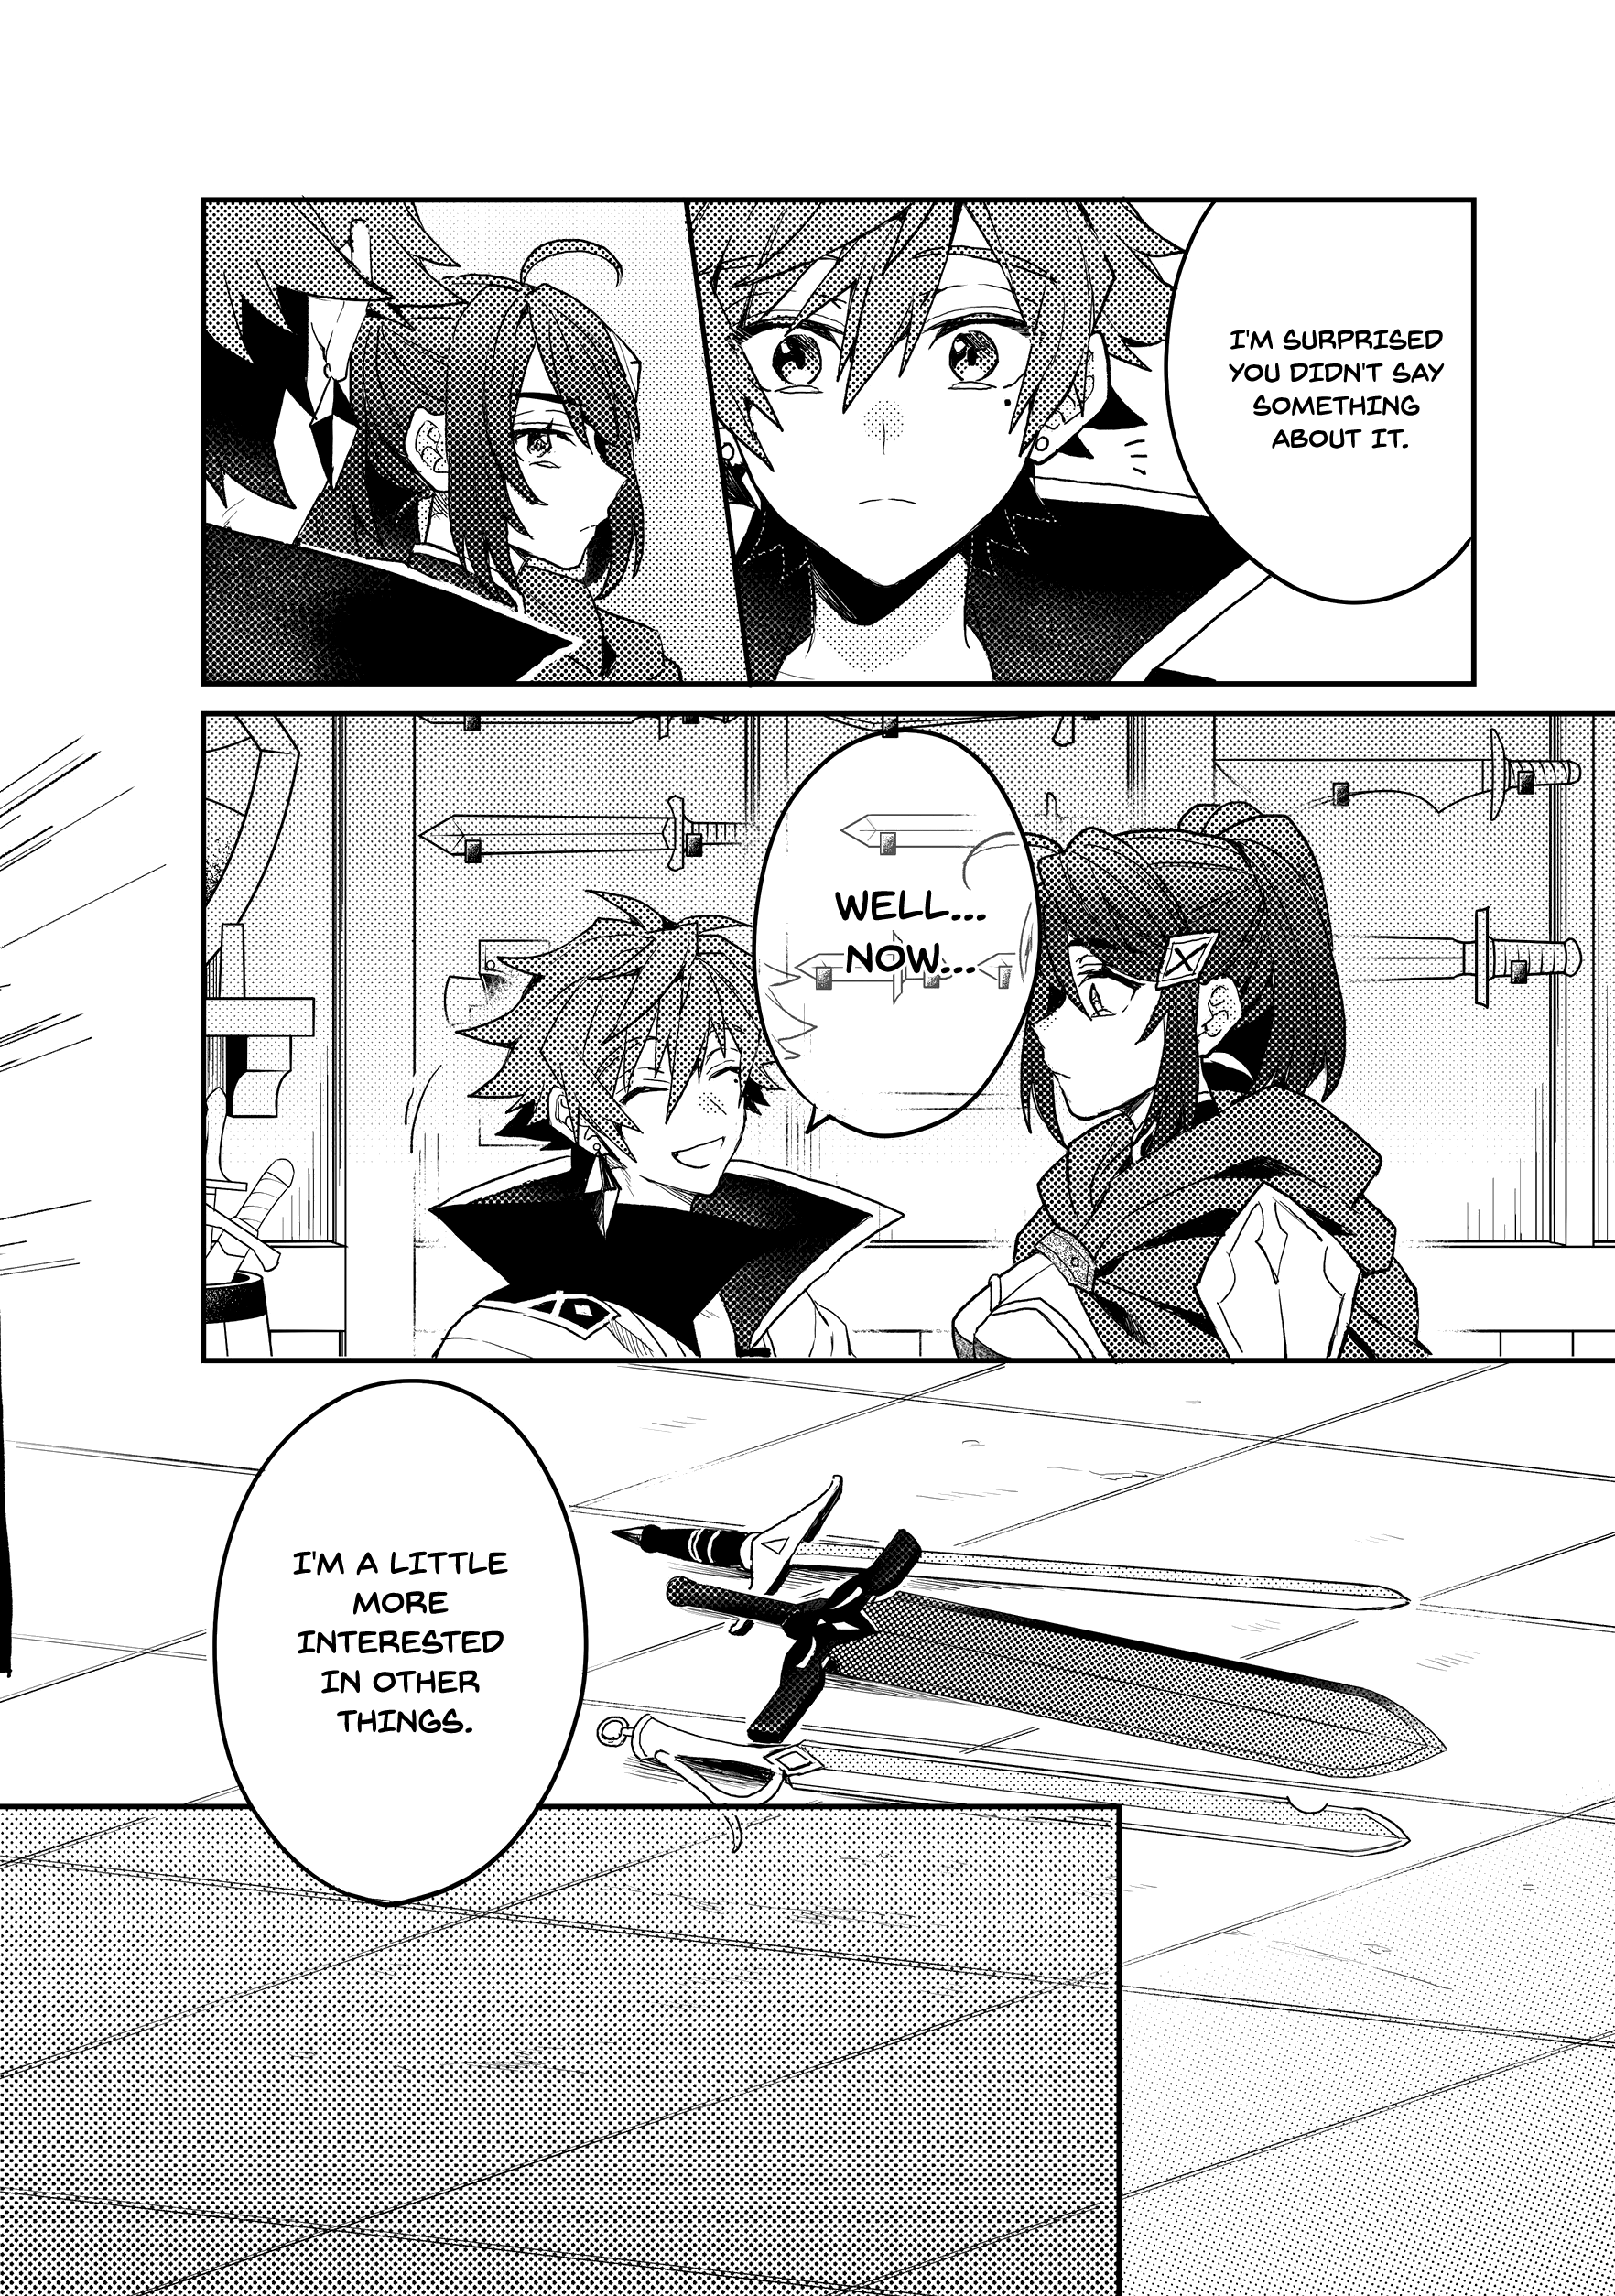 I'M SURPRISED
YOU DIDN'T SAY
SOMETHING
ABOUT IT.
WELL...
NOW...
I'M A LITTLE
MORE
INTERESTED
IN OTHER
THINGS.